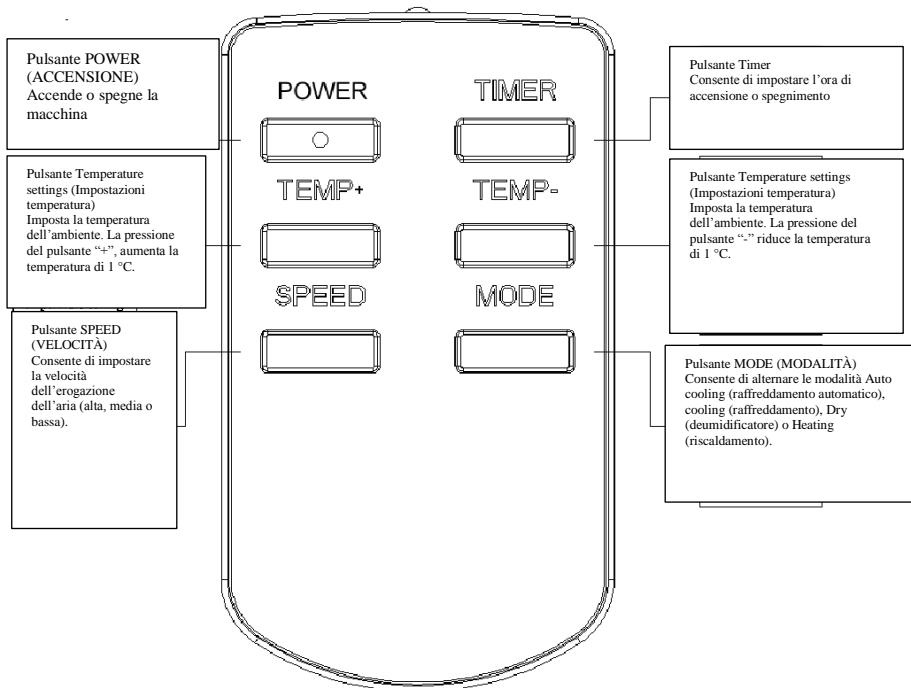 Pulsante POWER
(ACCENSIONE)
Accende o spegne la
macchina
Pulsante Temperature
settings (Impostazioni
temperatura)
Imposta la temperatura
dell’ambiente. La pressione
del pulsante “+”, aumenta la
temperatura di 1 °C.
Pulsante SPEED
(VELOCITÀ)
Consente di impostare
la velocità
dell’erogazione
dell’aria (alta, media o
bassa).
POWER
TIMER
TEMP+
TEMP-
SPEED
MODE
Pulsante Timer
Consente di impostare l’ora di
accensione o spegnimento
Pulsante Temperature settings
(Impostazioni temperatura)
Imposta la temperatura
dell’ambiente. La pressione del
pulsante “-” riduce la temperatura
di 1 °C.
Pulsante MODE (MODALITÀ)
Consente di alternare le modalità Auto
cooling (raffreddamento automatico),
cooling (raffreddamento), Dry
(deumidificatore) o Heating
(riscaldamento).